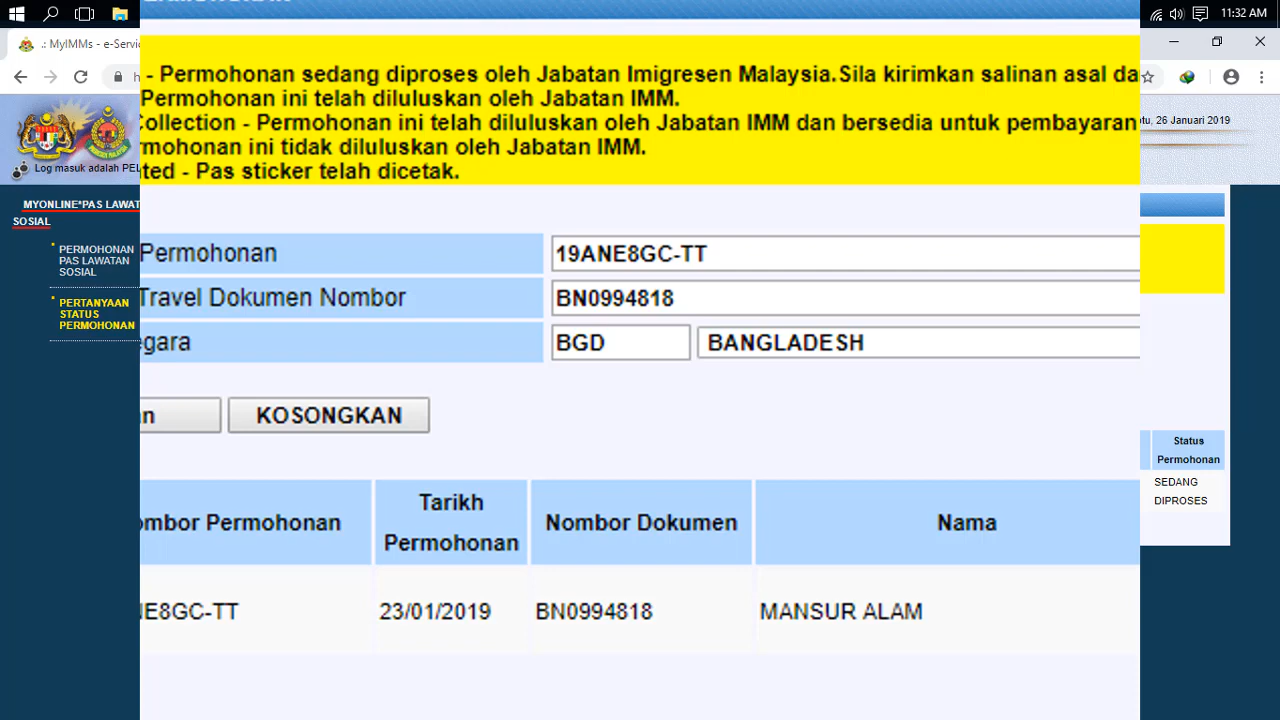 11:32 AM
.: MyIMMs - e-Servic
Log masuk adalah PEL
Sabtu, 26 Januari 2019
MYONLINE*PAS LAWAT
SOSIAL
PERMOHONAN
PAS LAWATAN
SOSIAL
PERTANYAAN
STATUS
PERMOHONAN
- Permohonan sedang diproses oleh Jabatan Imigresen Malaysia.Sila kirimkan salinan asal da
Permohonan ini telah diluluskan oleh Jabatan IMM.
Collection - Permohonan ini telah diluluskan oleh Jabatan IMM dan bersedia untuk pembayaran
rmohonan ini tidak diluluskan oleh Jabatan IMM.
ted - Pas sticker telah dicetak.
Permohonan 19ANE8GC-TT
Travel Dokumen Nombor BN0994818
egara BGD BANGLADESH
an KOSONGKAN
ombor Permohonan Tarikh Permohonan Nombor Dokumen Nama Status Permohonan
NE8GC-TT 23/01/2019 BN0994818 MANSUR ALAM SEDANG DIPROSES